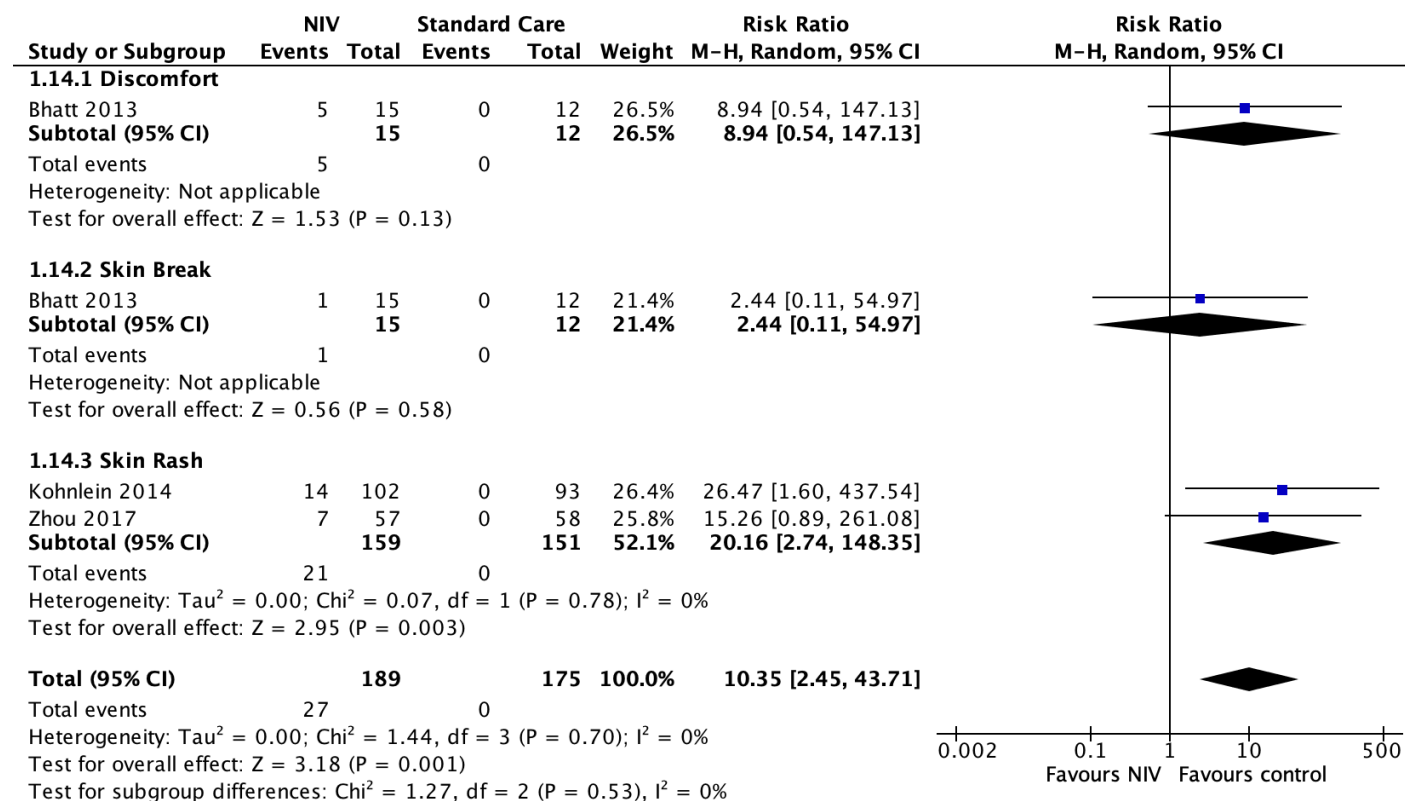 NIV Standard Care Risk Ratio Risk Ratio
Study or Subgroup Events Total Events Total Weight M-H, Random, 95% CI M-H, Random, 95% CI
1.14.1 Discomfort
Bhatt 2013 5 15 0 12 26.5% 8.94 [0.54, 147.13]
Subtotal (95% CI) 15 12 26.5% 8.94 [0.54, 147.13]
Total events 5 0
Heterogeneity: Not applicable
Test for overall effect: Z = 1.53 (P = 0.13)
1.14.2 Skin Break
Bhatt 2013 1 15 0 12 21.4% 2.44 [0.11, 54.97]
Subtotal (95% CI) 15 12 21.4% 2.44 [0.11, 54.97]
Total events 1 0
Heterogeneity: Not applicable
Test for overall effect: Z = 0.56 (P = 0.58)
1.14.3 Skin Rash
Kohnlein 2014 14 102 0 93 26.4% 26.47 [1.60, 437.54]
Zhou 2017 7 57 0 58 25.8% 15.26 [0.89, 261.08]
Subtotal (95% CI) 159 151 52.1% 20.16 [2.74, 148.35]
Total events 21 0
Heterogeneity: Tau² = 0.00; Chi² = 0.07, df = 1 (P = 0.78); I² = 0%
Test for overall effect: Z = 2.95 (P = 0.003)
Total (95% CI) 189 175 100.0% 10.35 [2.45, 43.71]
Total events 27 0
Heterogeneity: Tau² = 0.00; Chi² = 1.44, df = 3 (P = 0.70); I² = 0%
Test for overall effect: Z = 3.18 (P = 0.001)
Test for subgroup differences: Chi² = 1.27, df = 2 (P = 0.53), I² = 0%
0.002 0.1 1 10 500
Favours NIV Favours control